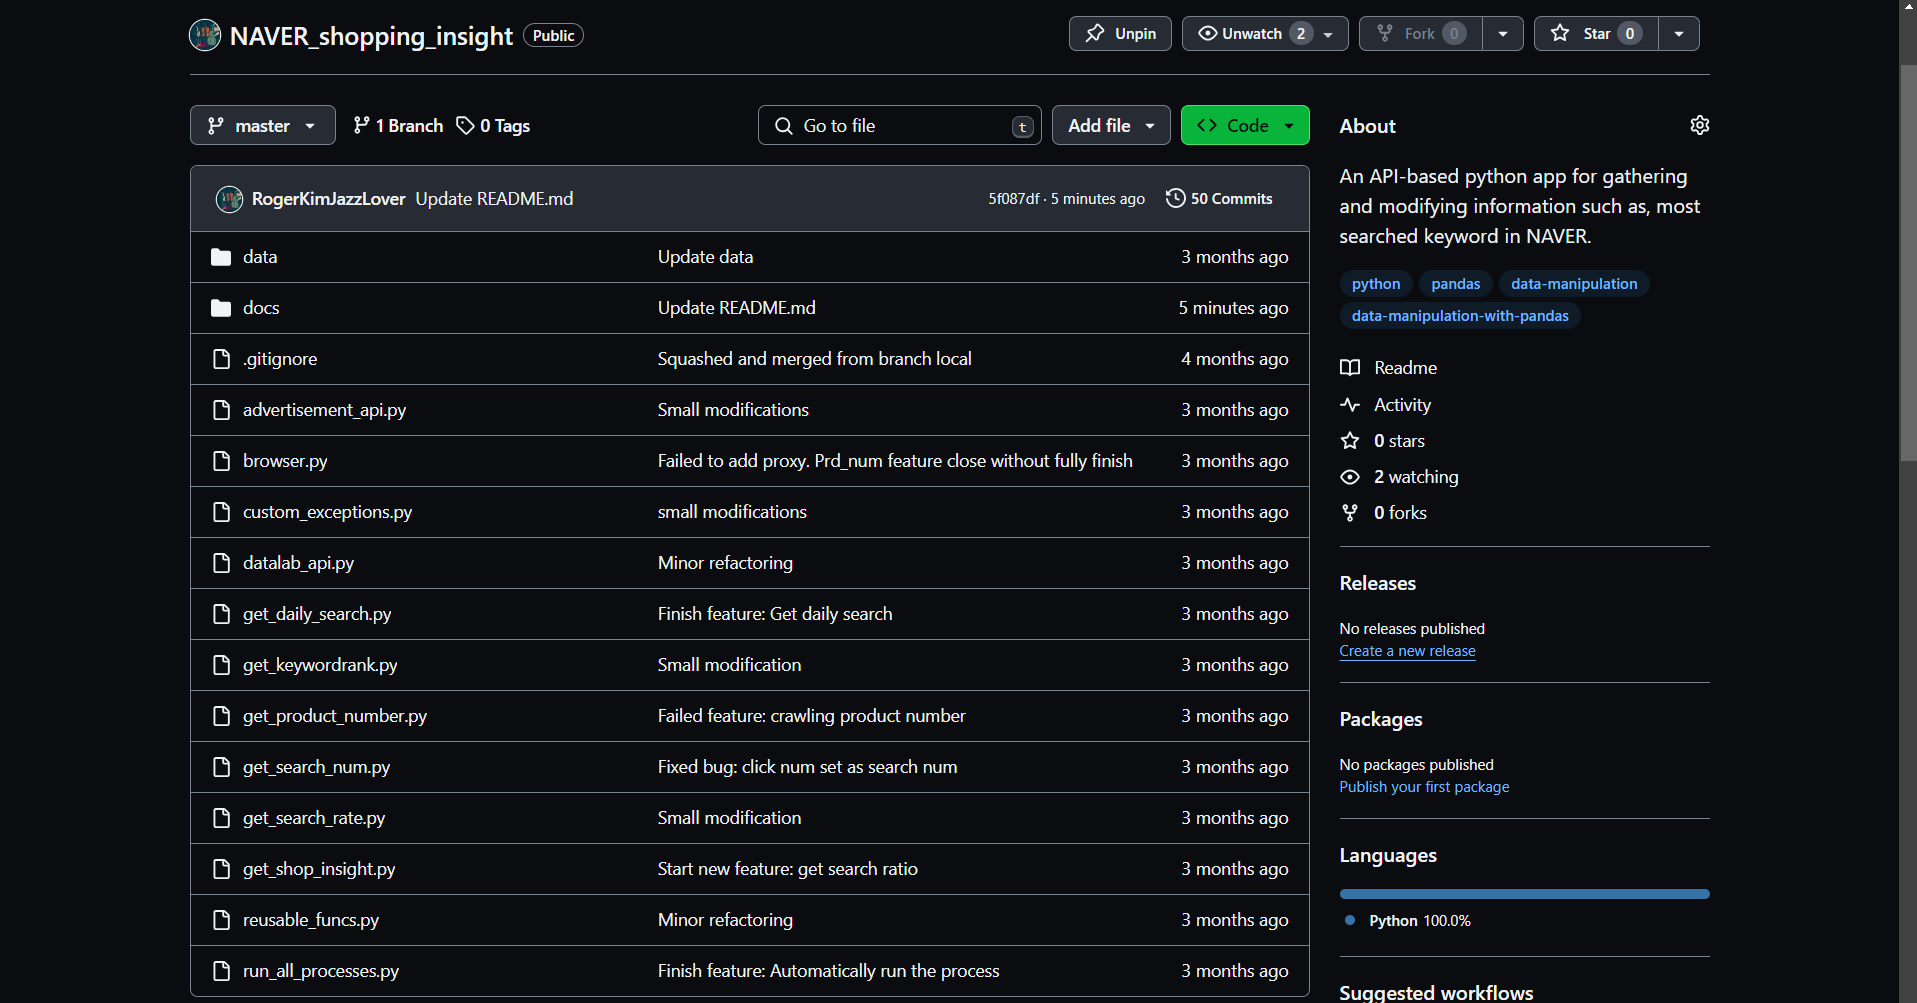 NAVER_shopping_insight Public
Unpin
Unwatch 2
Fork 0
Star 0
master
1 Branch
0 Tags
Go to file t
Add file
Code
RogerKimJazzLover Update README.md 5f087df · 5 minutes ago 50 Commits
data Update data 3 months ago
docs Update README.md 5 minutes ago
.gitignore Squashed and merged from branch local 4 months ago
advertisement_api.py Small modifications 3 months ago
browser.py Failed to add proxy. Prd_num feature close without fully finish 3 months ago
custom_exceptions.py small modifications 3 months ago
datalab_api.py Minor refactoring 3 months ago
get_daily_search.py Finish feature: Get daily search 3 months ago
get_keywordrank.py Small modification 3 months ago
get_product_number.py Failed feature: crawling product number 3 months ago
get_search_num.py Fixed bug: click num set as search num 3 months ago
get_search_rate.py Small modification 3 months ago
get_shop_insight.py Start new feature: get search ratio 3 months ago
reusable_funcs.py Minor refactoring 3 months ago
run_all_processes.py Finish feature: Automatically run the process 3 months ago
About
An API-based python app for gathering
and modifying information such as, most
searched keyword in NAVER.
python pandas data-manipulation
data-manipulation-with-pandas
Readme
Activity
0 stars
2 watching
0 forks
Releases
No releases published
Create a new release
Packages
No packages published
Publish your first package
Languages
Python 100.0%
Suggested workflows